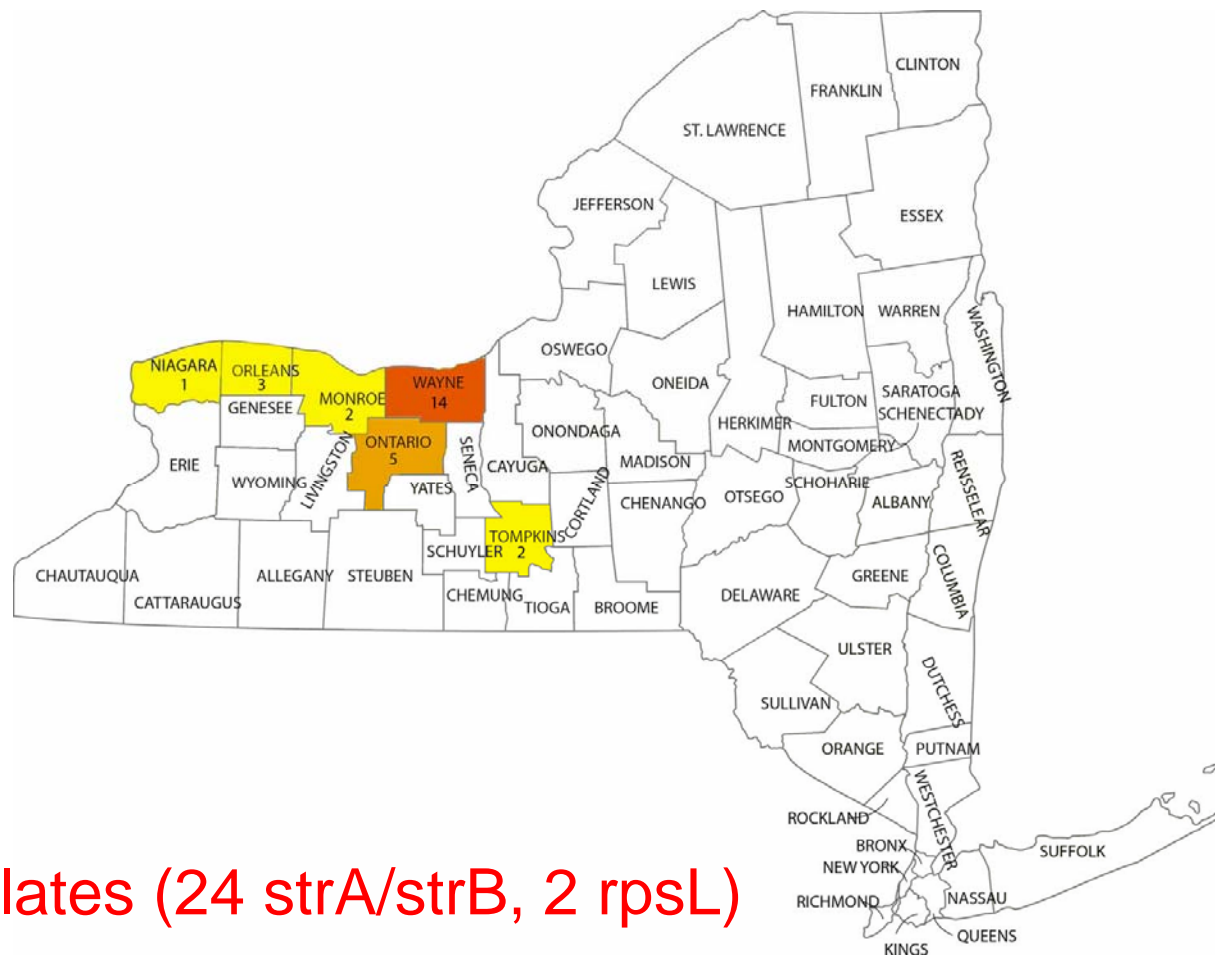 CLINTON
FRANKLIN
ST. LAWRENCE
JEFFERSON
ESSEX
LEWIS
HAMILTON
WARREN
WASHINGTON
OSWEGO
NIAGARA
1
ORLEANS
3
ONEIDA
WAYNE
14
MONROE
2
SARATOGA
FULTON
GENESEE
SCHENECTADY
HERKIMER
ONONDAGA
ONTARIO
5
MONTGOMERY
SENECA
CAYUGA
MADISON
ERIE
LIVINGSTON
RENSSELEAR
WYOMING
YATES
SCHOHARIE
OTSEGO
CORTLAND
CHENANGO
ALBANY
TOMPKINS
2
SCHUYLER
CHAUTAUQUA
ALLEGANY
STEUBEN
GREENE
COLUMBIA
CHEMUNG
DELAWARE
CATTARAUGUS
TIOGA
BROOME
ULSTER
DUTCHESS
SULLIVAN
ORANGE
PUTNAM
WESTCHESTER
ROCKLAND
BRONX
SUFFOLK
NEW YORK
RICHMOND
NASSAU
QUEENS
KINGS
lates (24 strA/strB, 2 rpsL)